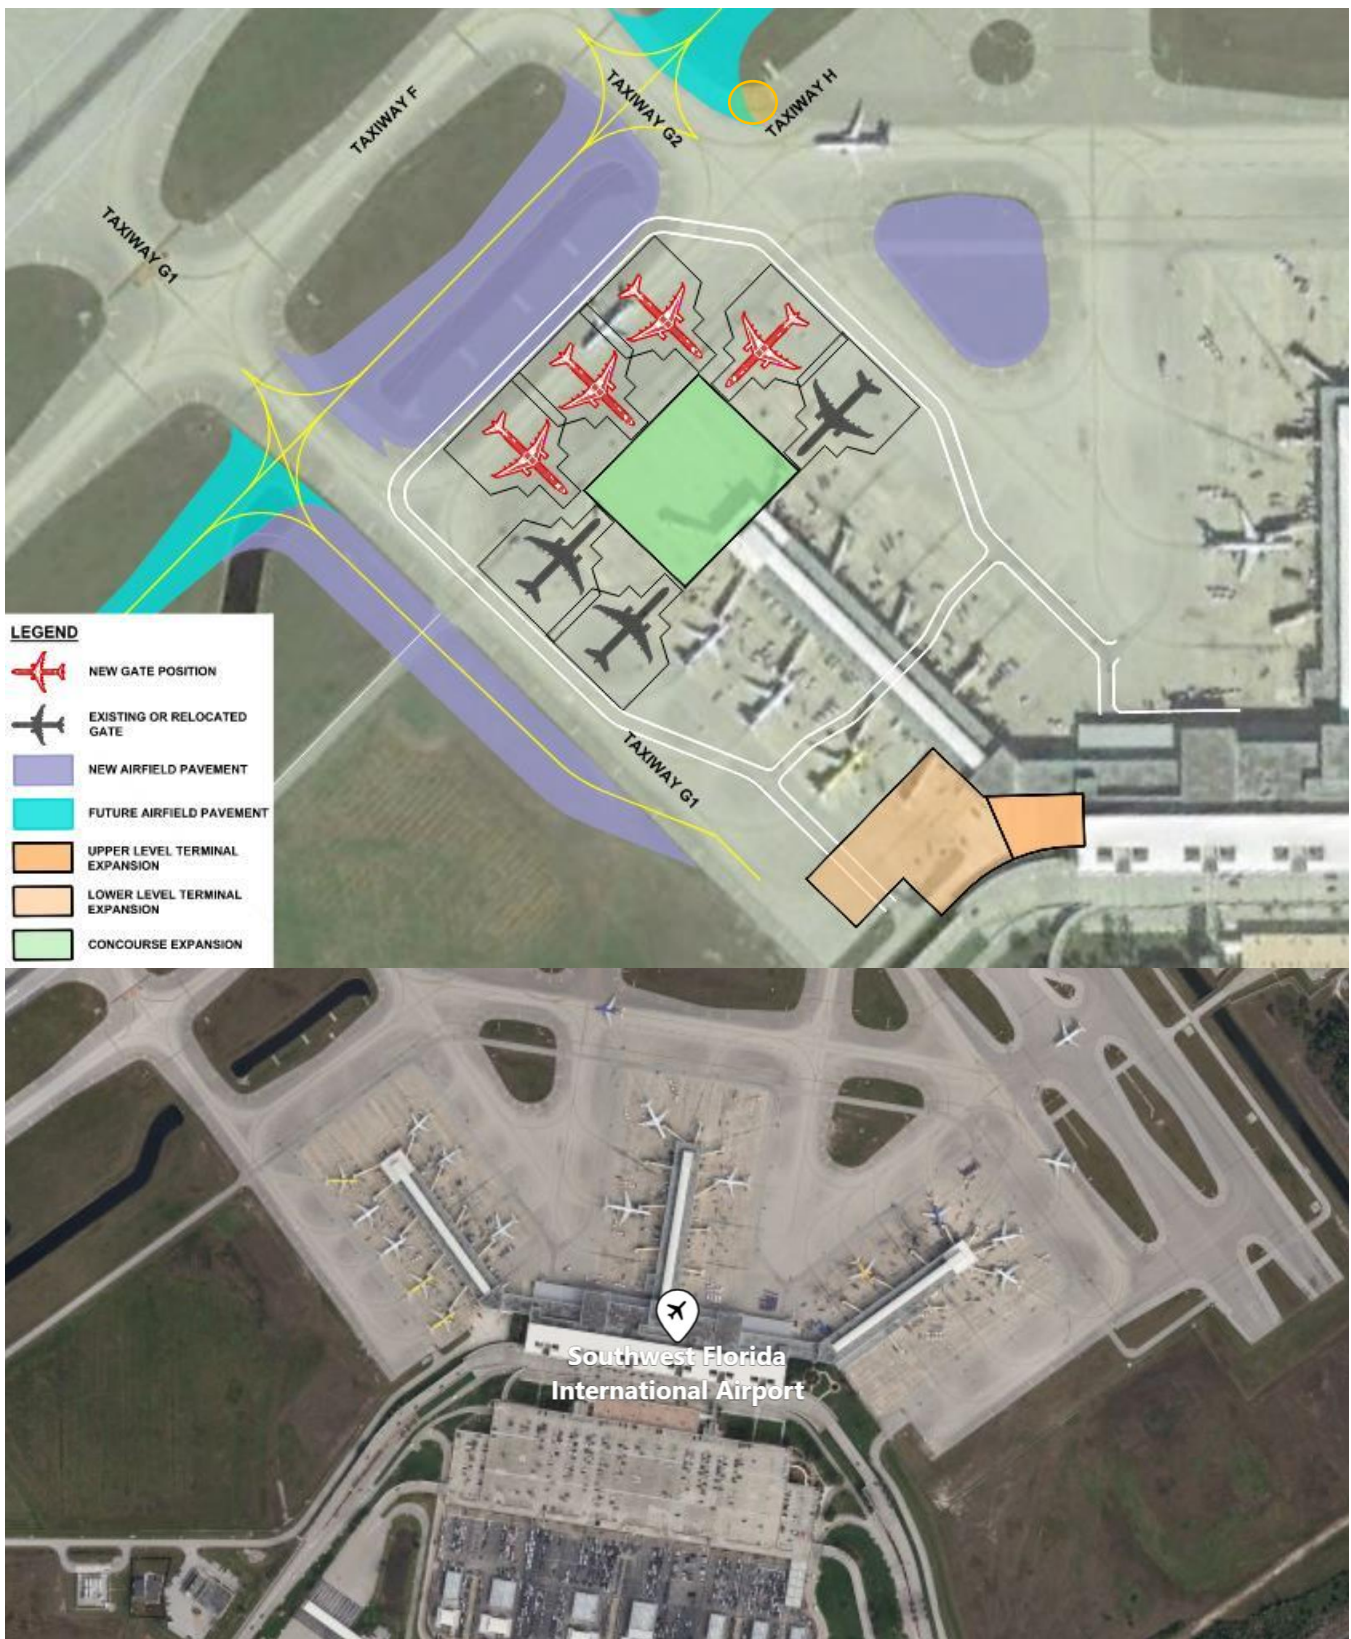 TAXIWAY F
TAXIWAY G2
TAXIWAY H
TAXIWAY G1
TAXIWAY G1
LEGEND
NEW GATE POSITION
EXISTING OR RELOCATED
GATE
NEW AIRFIELD PAVEMENT
FUTURE AIRFIELD PAVEMENT
UPPER LEVEL TERMINAL
EXPANSION
LOWER LEVEL TERMINAL
EXPANSION
CONCOURSE EXPANSION
Southwest Florida
International Airport